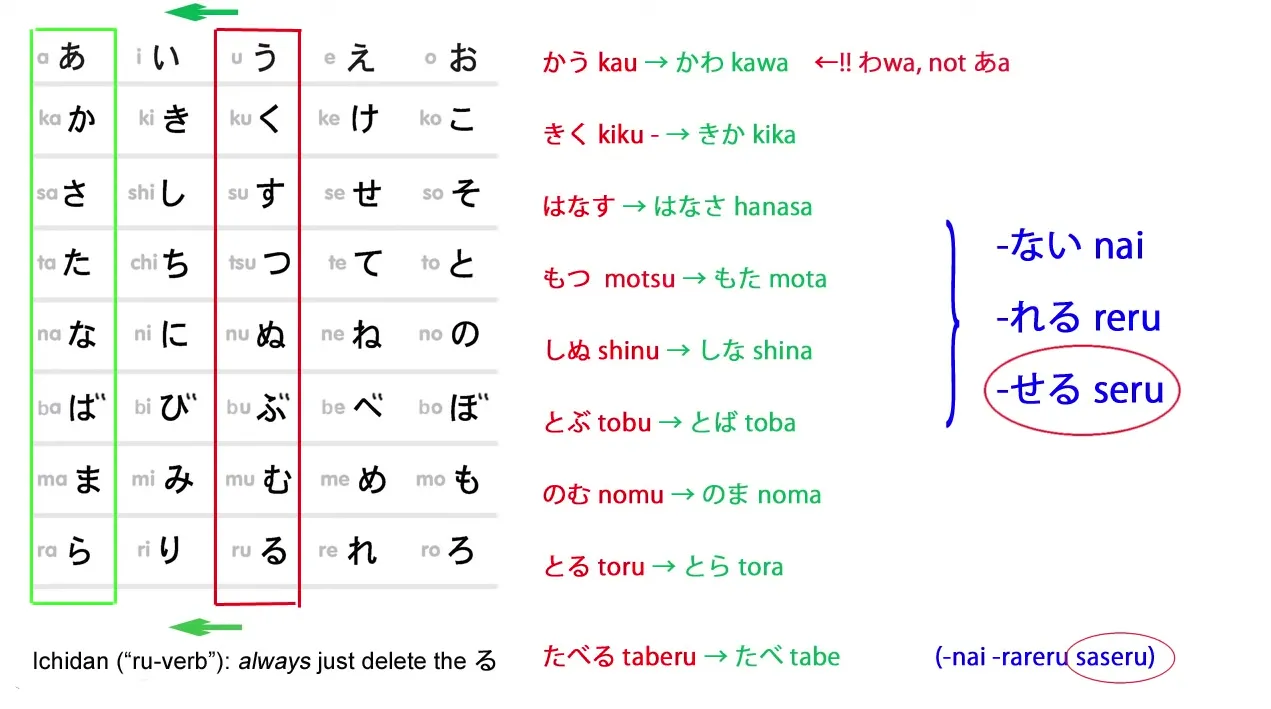 a あ i い u う e え o お
ka か ki き ku く ke け ko こ
sa さ shi し su す se せ so そ
ta た chi ち tsu つ te て to と
na な ni に nu ぬ ne ね no の
ba ば bi び bu ぶ be べ bo ぼ
ma ま mi み mu む me め mo も
ra ら ri り ru る re れ ro ろ
Ichidan (“ru-verb”): always just delete the る
かう kau → かわ kawa ←!! わwa, not あa
きく kiku - → きか kika
はなす → はなさ hanasa
もつ motsu → もた mota
しぬ shinu → しな shina
とぶ tobu → とば toba
のむ nomu → のま noma
とる toru → とら tora
たべる taberu → たべ tabe
-ない nai
-れる reru
-せる seru
(-nai -rareru saseru)